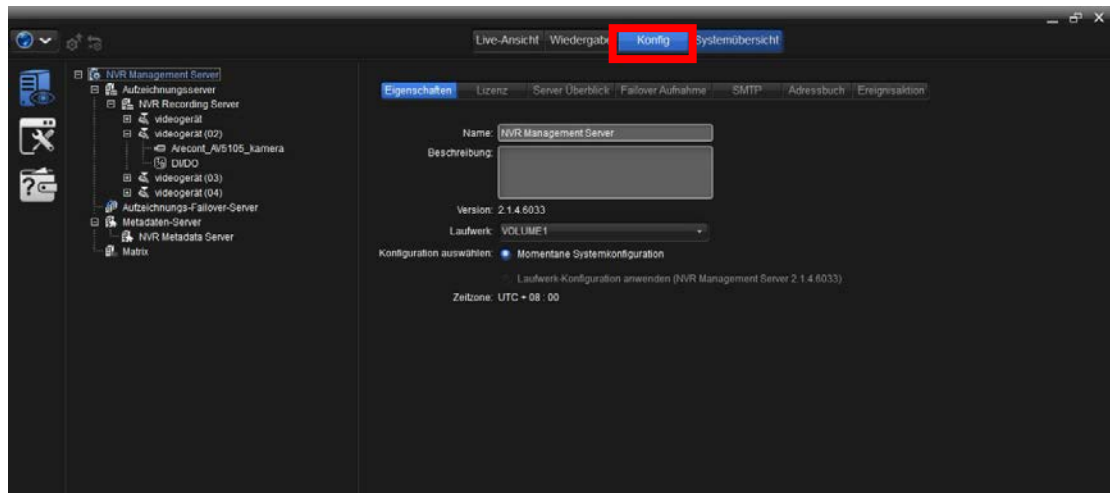 Live-Ansicht Wiedergabe Konfig Systemübersicht
NVR Management Server
Aufzeichnungsserver
NVR Recording Server
videogerät
videogerät (02)
Arecont_AV5105_kamera
DI/DO
videogerät (03)
videogerät (04)
Aufzeichnungs-Failover-Server
Metadaten-Server
NVR Metadata Server
Matrix
Eigenschaften Lizenz Server Überblick Failover Aufnahme SMTP Adressbuch Ereignisaktion
Name: NVR Management Server
Beschreibung:
Version: 2.1.4.6033
Laufwerk: VOLUME1
Konfiguration auswählen: Momentane Systemkonfiguration
Laufwerk-Konfiguration anwenden (NVR Management Server 2.1.4.6033)
Zeitzone: UTC + 08 : 00